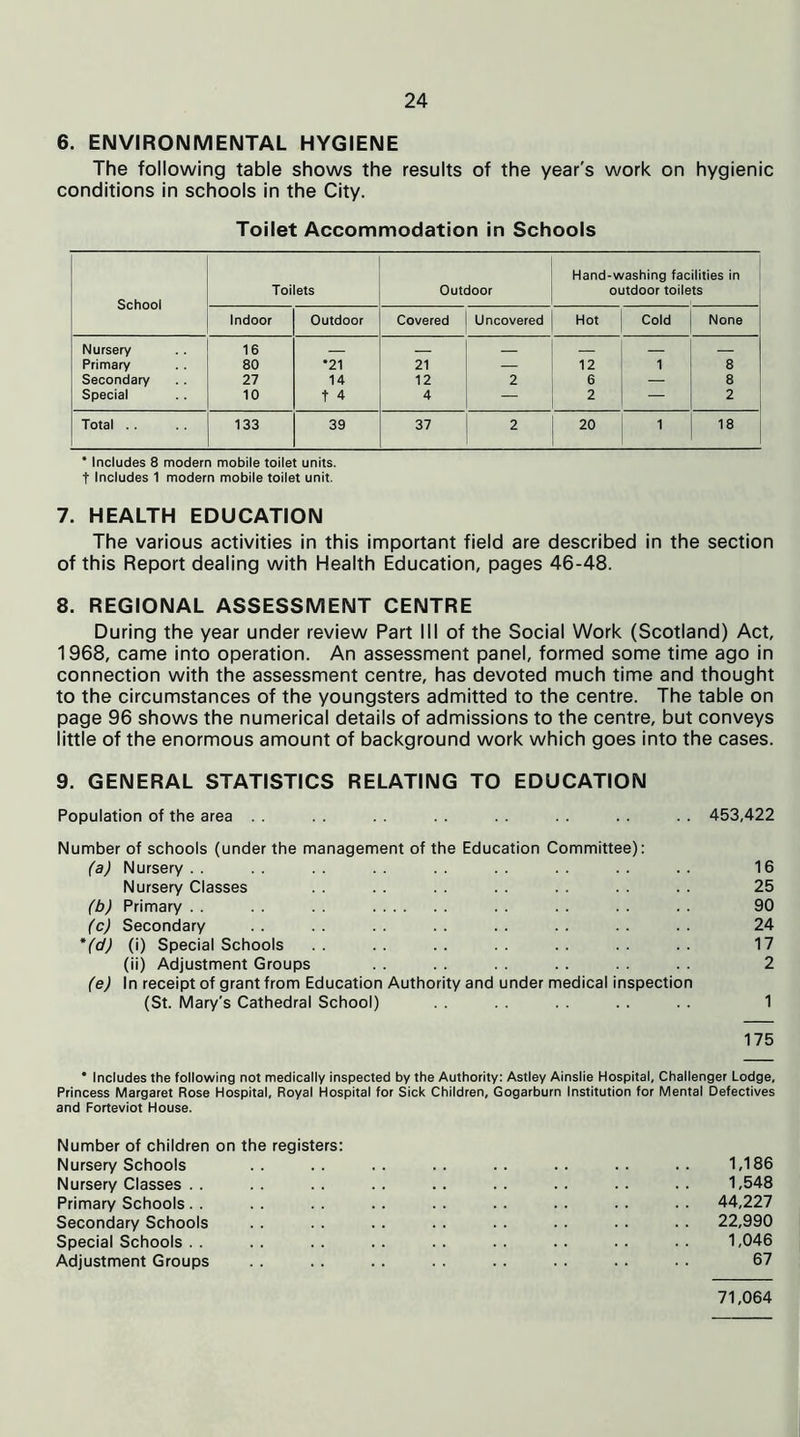 24
6. ENVIRONMENTAL HYGIENE
The following table shows the results of the year's work on hygienic
conditions in schools in the City.
Toilet Accommodation in Schools
School | Toilets | Outdoor | Hand-washing facilities in outdoor toilets
Indoor | Outdoor | Covered | Uncovered | Hot | Cold | None
Nursery . . | 16 | — | — | — | — | — | —
Primary . . | 80 | *21 | 21 | — | 12 | 1 | 8
Secondary . . | 27 | 14 | 12 | 2 | 6 | — | 8
Special . . | 10 | † 4 | 4 | — | 2 | — | 2
Total . . . . | 133 | 39 | 37 | 2 | 20 | 1 | 18
* Includes 8 modern mobile toilet units.
† Includes 1 modern mobile toilet unit.
7. HEALTH EDUCATION
The various activities in this important field are described in the section
of this Report dealing with Health Education, pages 46-48.
8. REGIONAL ASSESSMENT CENTRE
During the year under review Part III of the Social Work (Scotland) Act,
1968, came into operation. An assessment panel, formed some time ago in
connection with the assessment centre, has devoted much time and thought
to the circumstances of the youngsters admitted to the centre. The table on
page 96 shows the numerical details of admissions to the centre, but conveys
little of the enormous amount of background work which goes into the cases.
9. GENERAL STATISTICS RELATING TO EDUCATION
Population of the area . . . . . . . . . . . . . . . . 453,422
Number of schools (under the management of the Education Committee):
(a) Nursery . . . . . . . . . . . . . . . . . . 16
Nursery Classes . . . . . . . . . . . . . . 25
(b) Primary . . . . . . . . . . . . . . . . . . 90
(c) Secondary . . . . . . . . . . . . . . . . 24
*(d) (i) Special Schools . . . . . . . . . . . . . . 17
(ii) Adjustment Groups . . . . . . . . . . . . 2
(e) In receipt of grant from Education Authority and under medical inspection
(St. Mary's Cathedral School) . . . . . . . . . . 1
175
* Includes the following not medically inspected by the Authority: Astley Ainslie Hospital, Challenger Lodge,
Princess Margaret Rose Hospital, Royal Hospital for Sick Children, Gogarburn Institution for Mental Defectives
and Forteviot House.
Number of children on the registers:
Nursery Schools . . . . . . . . . . . . . . . . 1,186
Nursery Classes . . . . . . . . . . . . . . . . . . 1,548
Primary Schools . . . . . . . . . . . . . . . . . . 44,227
Secondary Schools . . . . . . . . . . . . . . . . 22,990
Special Schools . . . . . . . . . . . . . . . . . . 1,046
Adjustment Groups . . . . . . . . . . . . . . . . 67
71,064